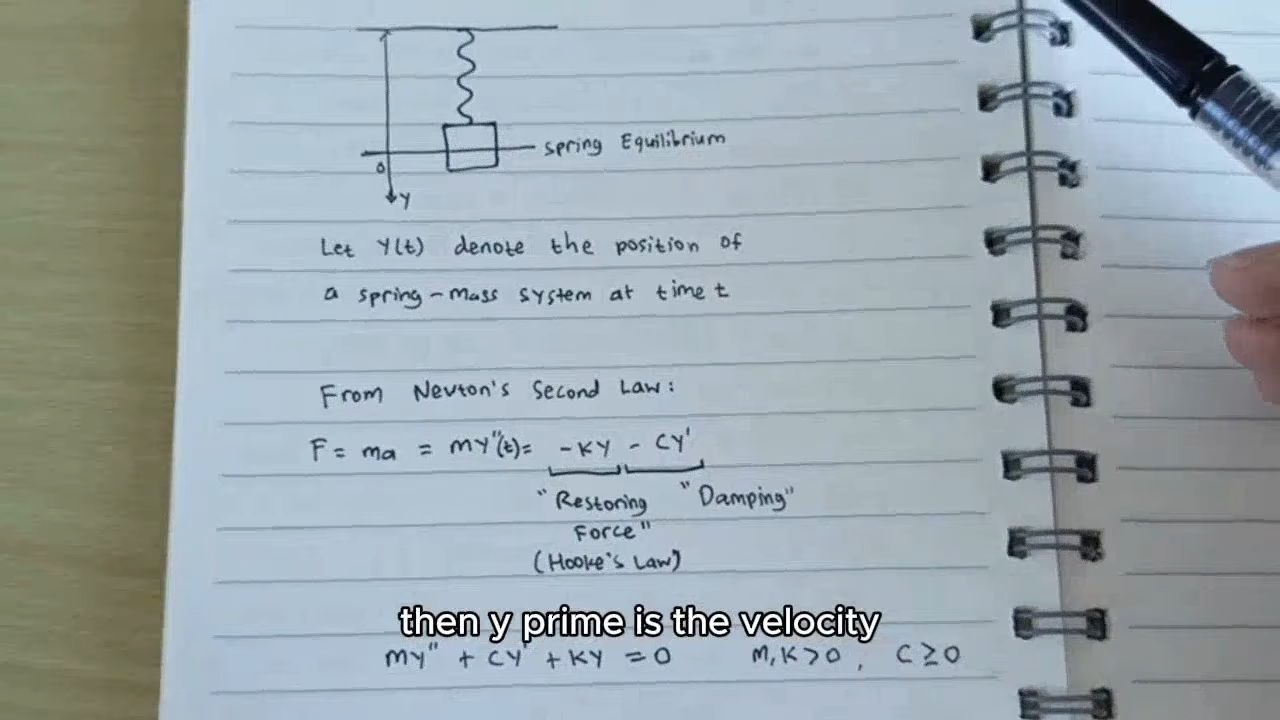 spring Equilibrium
0
y
Let Y(t) denote the position of
a spring-mass system at time t
From Newton's Second Law:
F = ma = my"(t)= -Ky - Cy'
"Restoring "Damping"
Force"
(Hooke's Law)
then y prime is the velocity
my" + Cy' + Ky = 0 m,K>0, C≥0